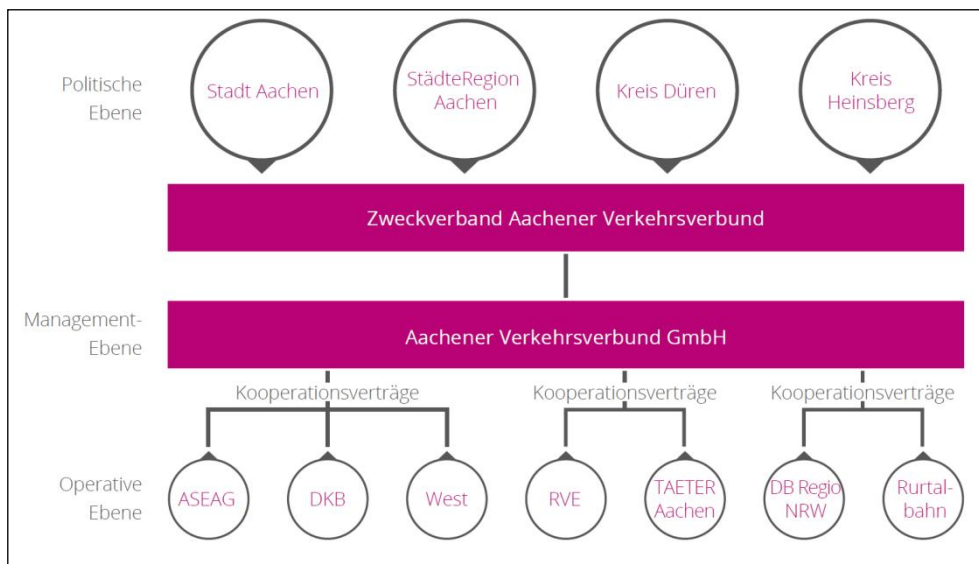 Politische
Ebene
Stadt Aachen
StädteRegion
Aachen
Kreis Düren
Kreis
Heinsberg
Zweckverband Aachener Verkehrsverbund
Management-
Ebene
Aachener Verkehrsverbund GmbH
Kooperationsverträge
Kooperationsverträge
Kooperationsverträge
Operative
Ebene
ASEAG
DKB
West
RVE
TAETER
Aachen
DB Regio
NRW
Rurtal-
bahn